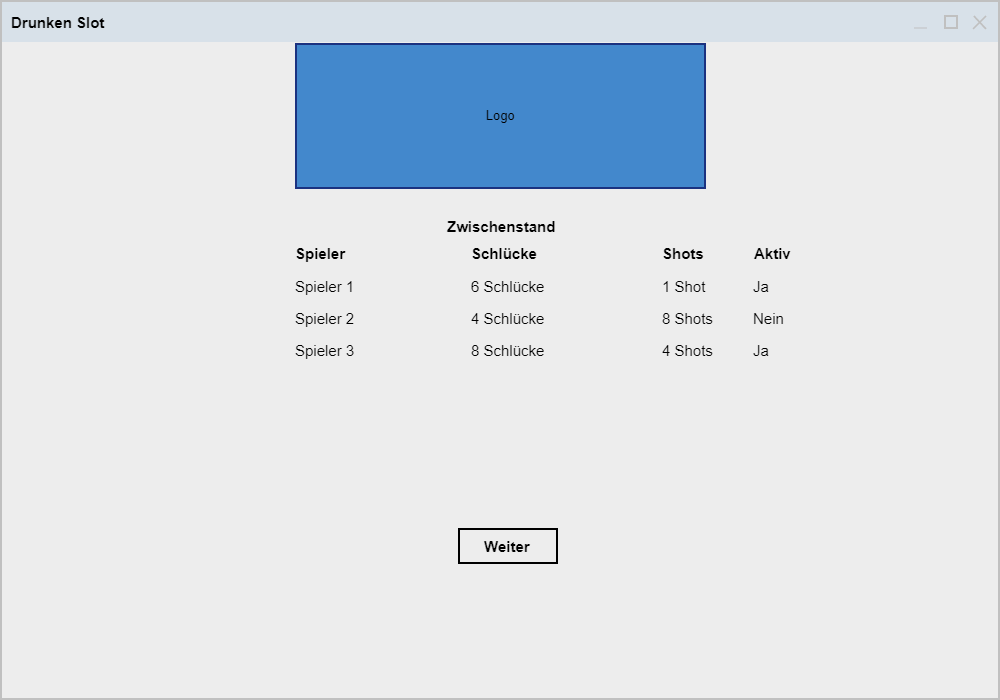 Drunken Slot
Logo
Zwischenstand
Spieler Schlücke Shots Aktiv
Spieler 1 6 Schlücke 1 Shot Ja
Spieler 2 4 Schlücke 8 Shots Nein
Spieler 3 8 Schlücke 4 Shots Ja
Weiter